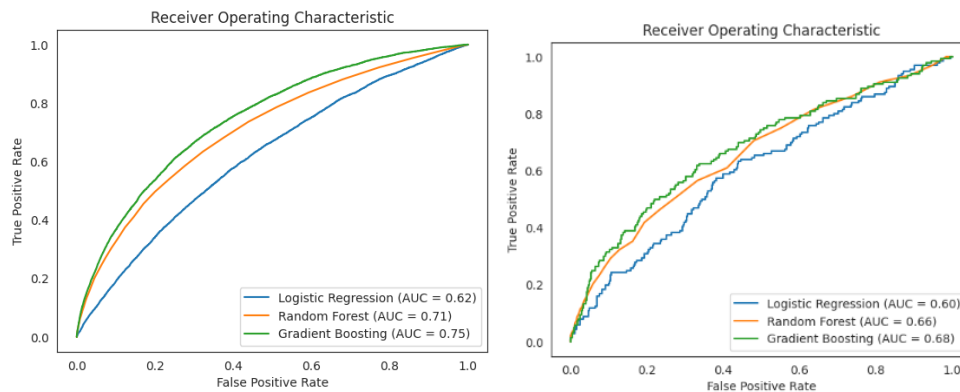 Receiver Operating Characteristic
True Positive Rate
1.0
0.8
0.6
0.4
0.2
0.0
Logistic Regression (AUC = 0.62)
Random Forest (AUC = 0.71)
Gradient Boosting (AUC = 0.75)
0.0 0.2 0.4 0.6 0.8 1.0
False Positive Rate
Receiver Operating Characteristic
True Positive Rate
1.0
0.8
0.6
0.4
0.2
0.0
Logistic Regression (AUC = 0.60)
Random Forest (AUC = 0.66)
Gradient Boosting (AUC = 0.68)
0.0 0.2 0.4 0.6 0.8 1.0
False Positive Rate